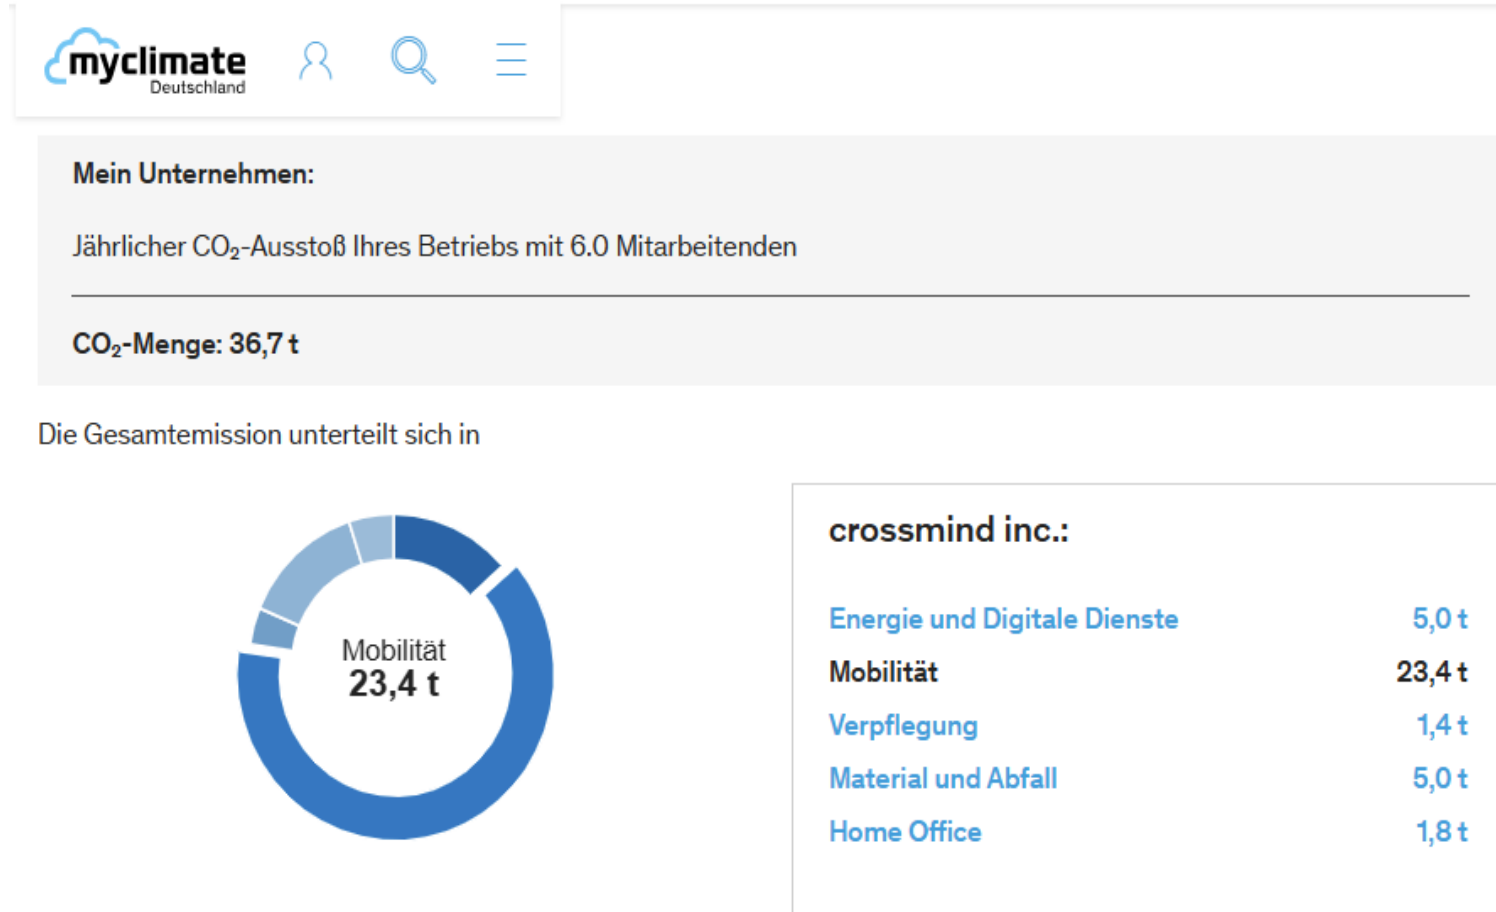 myclimate
Deutschland
Mein Unternehmen:
Jährlicher CO₂-Ausstoß Ihres Betriebs mit 6.0 Mitarbeitenden
CO₂-Menge: 36,7 t
Die Gesamtemission unterteilt sich in
Mobilität
23,4 t
crossmind inc.:
Energie und Digitale Dienste 5,0 t
Mobilität 23,4 t
Verpflegung 1,4 t
Material und Abfall 5,0 t
Home Office 1,8 t